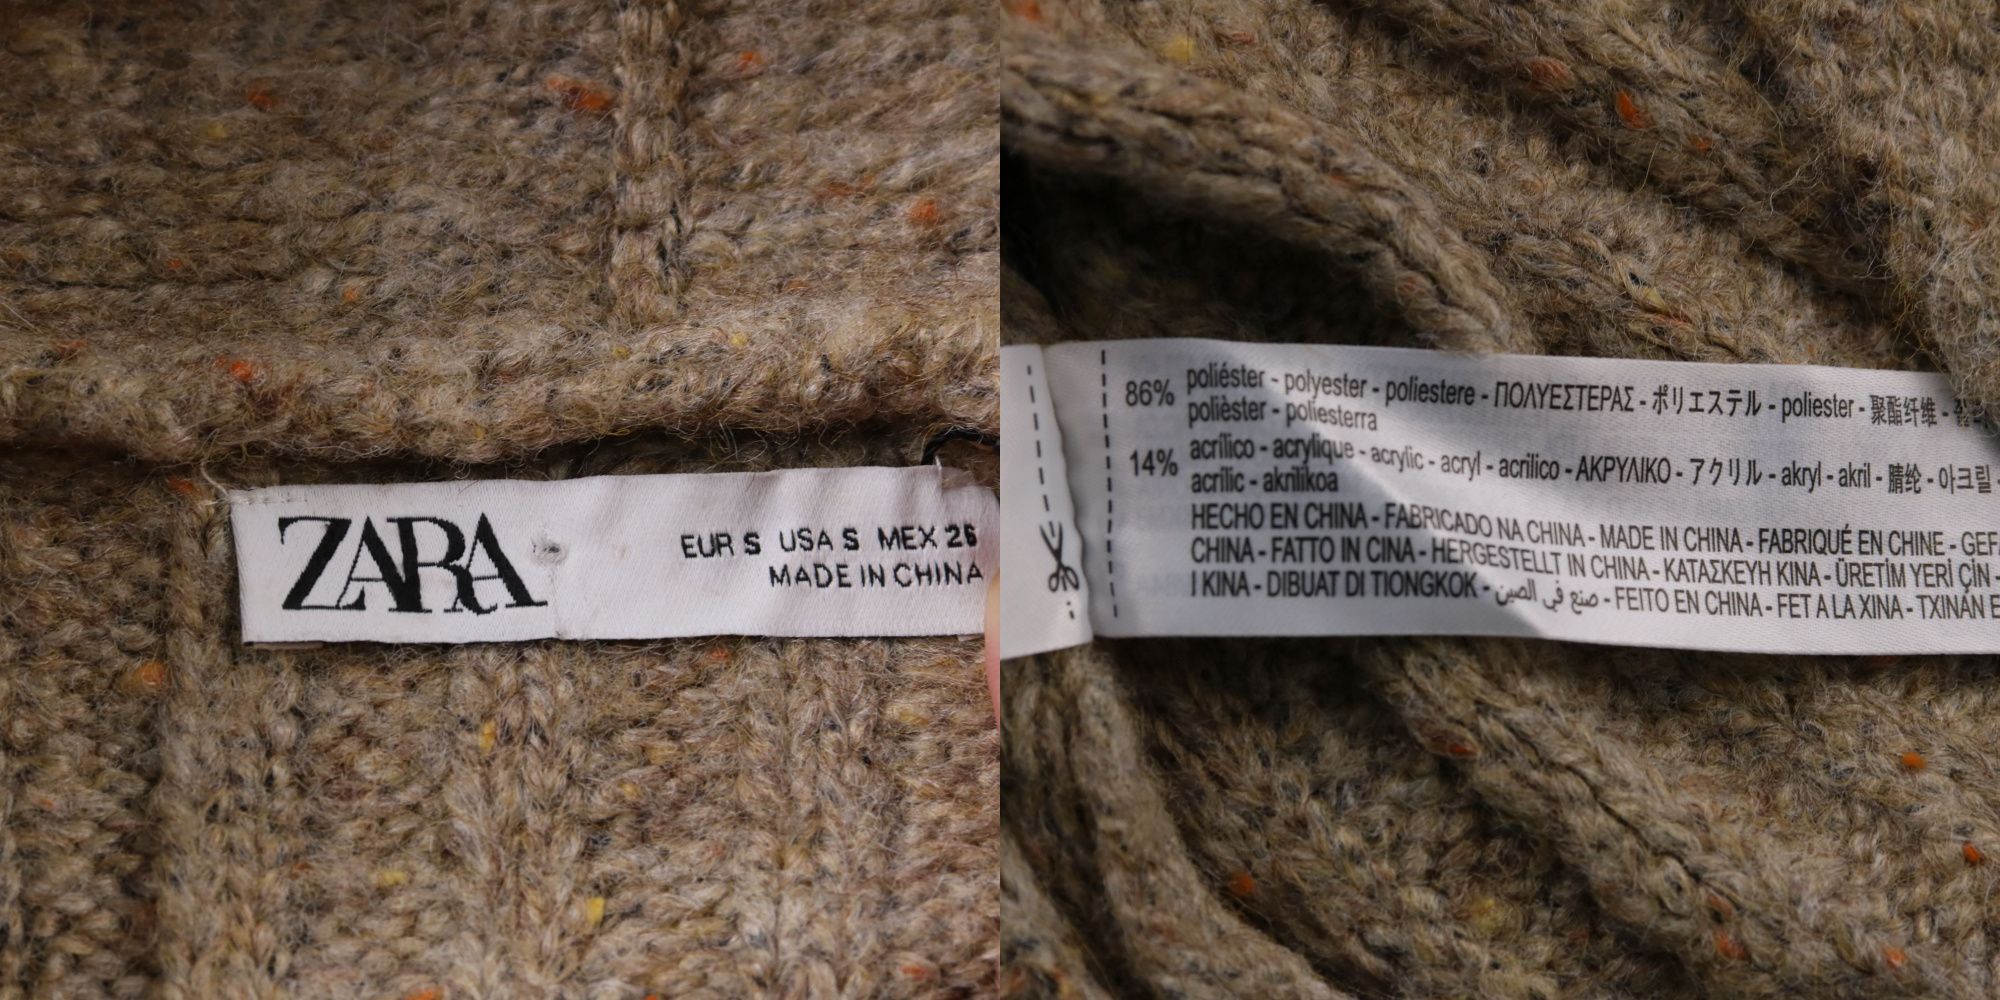 ZARA
EUR S USA S MEX 26
MADE IN CHINA
86% poliéster - polyester - poliestere - ΠΟΛΥΕΣΤΕΡΑΣ - ポリエステル - poliester - 聚酯纤维 -
polièster - poliesterra
14% acrílico - acrylique - acrylic - acryl - acrilico - ΑΚΡΥΛΙΚΟ - アクリル - akryl - akril - 腈纶 - 아크릴 -
acrílic - akrilikoa
HECHO EN CHINA - FABRICADO NA CHINA - MADE IN CHINA - FABRIQUÉ EN CHINE -
CHINA - FATTO IN CINA - HERGESTELLT IN CHINA - ΚΑΤΑΣΚΕΥΗ ΚΙΝΑ - ÜRETİM YERİ ÇİN -
I KINA - DIBUAT DI TIONGKOK - صنع في الصين - FEITO EN CHINA - FET A LA XINA - TXINAN